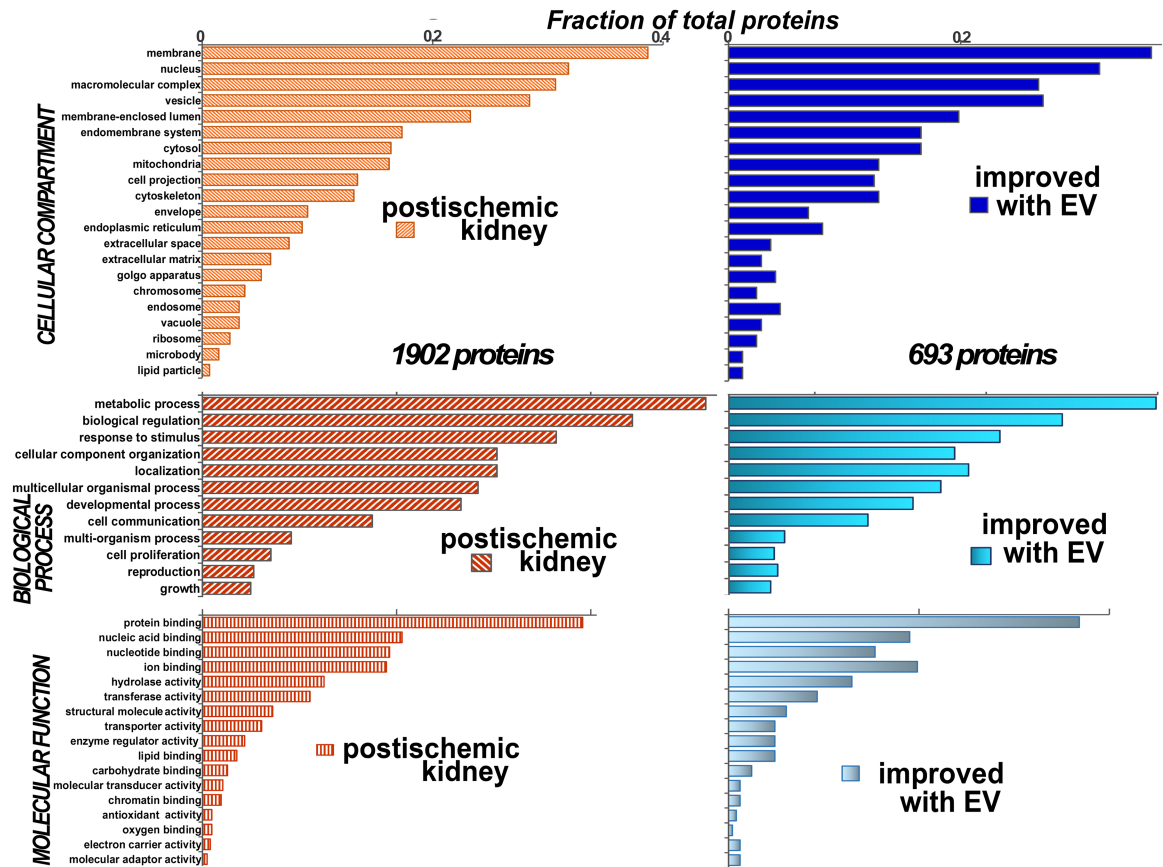 Fraction of total proteins
0 0.2 0.4
0 0.2
CELLULAR COMPARTMENT
membrane
nucleus
macromolecular complex
vesicle
membrane-enclosed lumen
endomembrane system
cytosol
mitochondria
cell projection
cytoskeleton
envelope
endoplasmic reticulum
extracellular space
extracellular matrix
golgo apparatus
chromosome
endosome
vacuole
ribosome
microbody
lipid particle
postischemic
kidney
1902 proteins
improved
with EV
693 proteins
BIOLOGICAL
PROCESS
metabolic process
biological regulation
response to stimulus
cellular component organization
localization
multicellular organismal process
developmental process
cell communication
multi-organism process
cell proliferation
reproduction
growth
postischemic
kidney
improved
with EV
MOLECULAR FUNCTION
protein binding
nucleic acid binding
nucleotide binding
ion binding
hydrolase activity
transferase activity
structural molecule activity
transporter activity
enzyme regulator activity
lipid binding
carbohydrate binding
molecular transducer activity
chromatin binding
antioxidant activity
oxygen binding
electron carrier activity
molecular adaptor activity
postischemic
kidney
improved
with EV